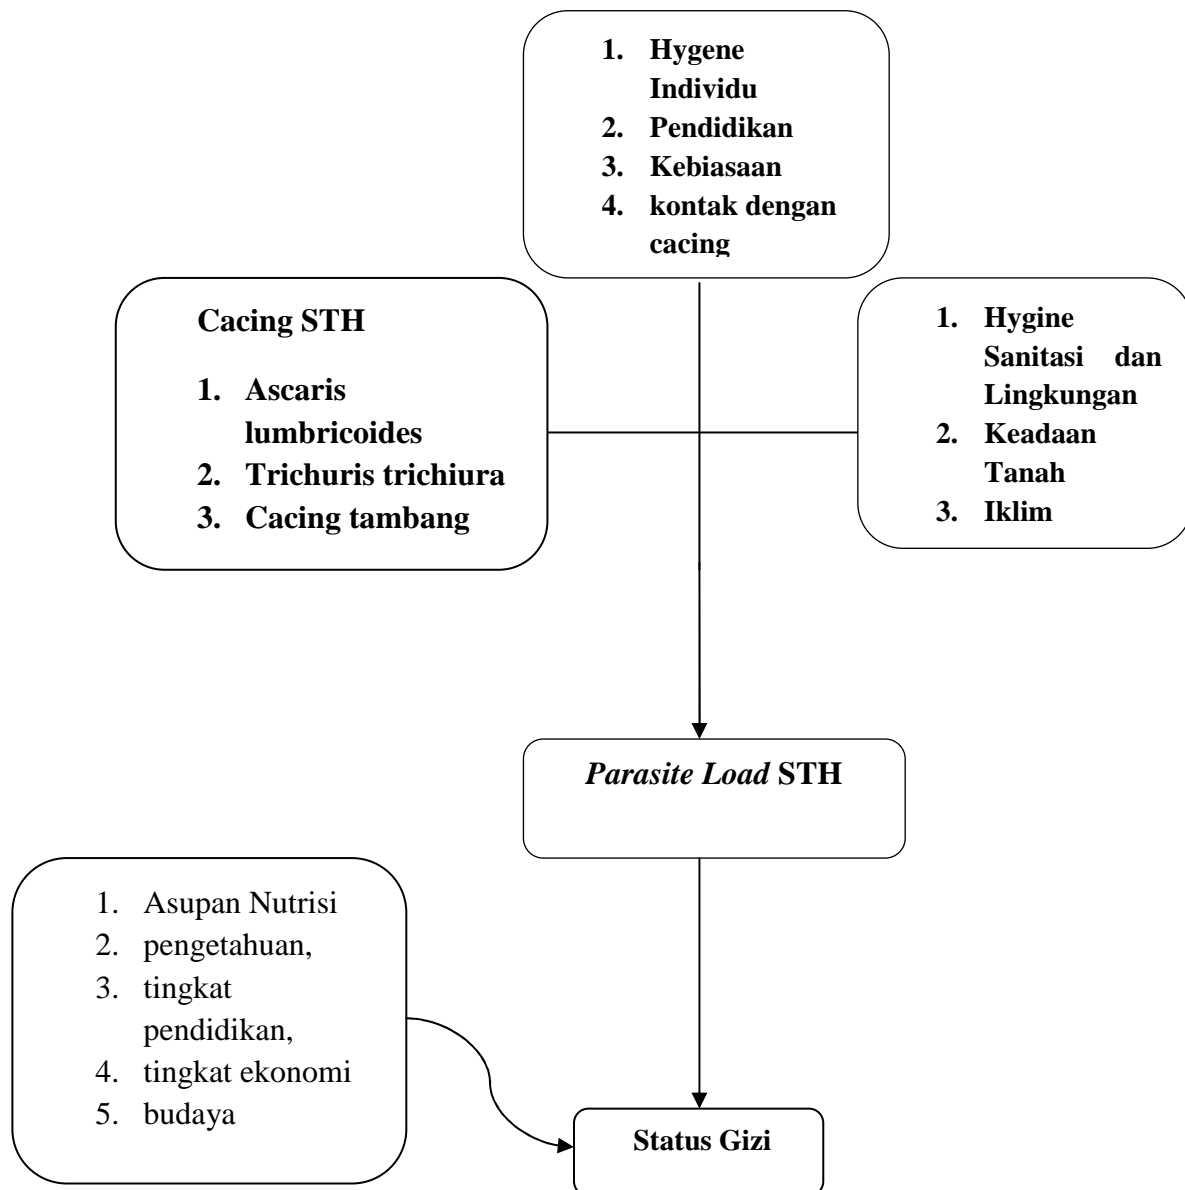 1. Hygene
Individu
2. Pendidikan
3. Kebiasaan
4. kontak dengan
cacing
Cacing STH
1. Ascaris
lumbricoides
2. Trichuris trichiura
3. Cacing tambang
1. Hygine
Sanitasi dan
Lingkungan
2. Keadaan
Tanah
3. Iklim
Parasite Load STH
1. Asupan Nutrisi
2. pengetahuan,
3. tingkat
pendidikan,
4. tingkat ekonomi
5. budaya
Status Gizi